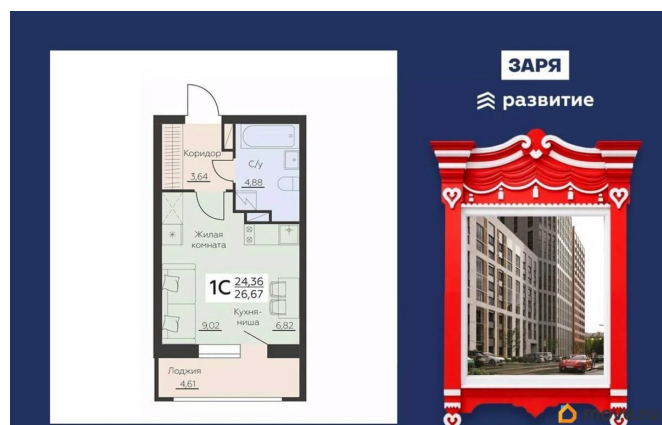 ЗАРЯ
развитие
Коридор
3,64
С/у
4,88
Жилая
комната
1С 24,36
26,67
Кухня-
ниша
9,02
6,82
Лоджия
4,61